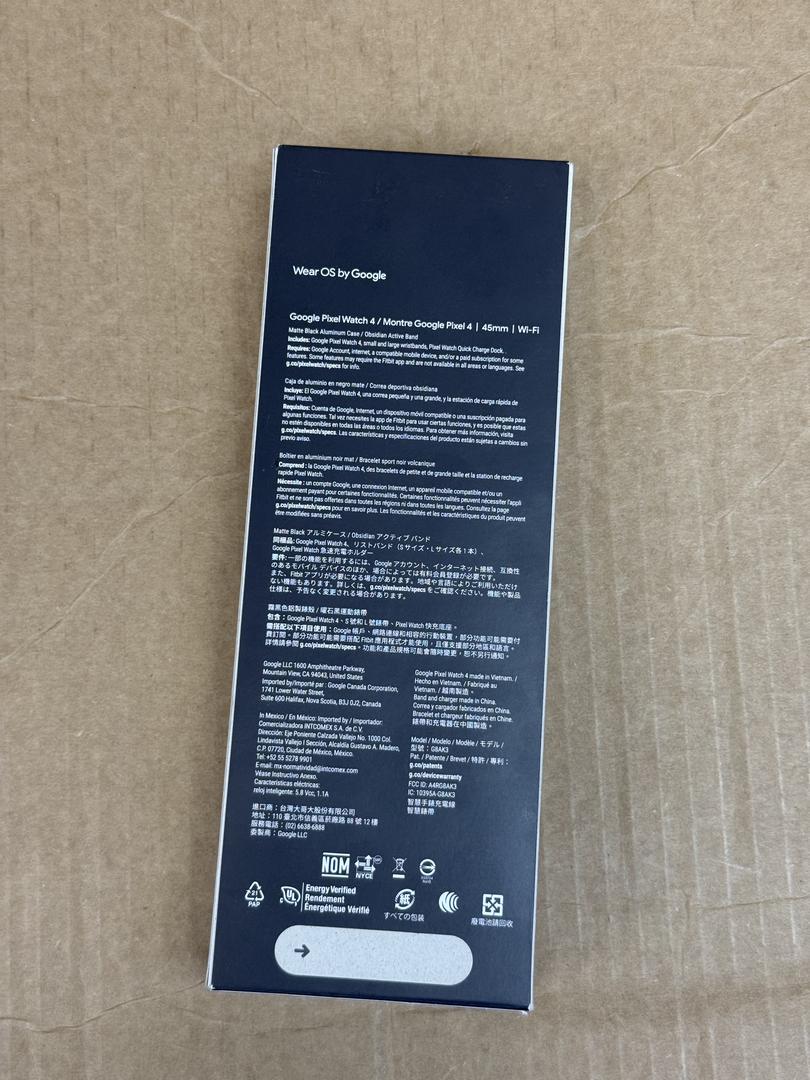 Wear OS by Google
Google Pixel Watch 4 / Montre Google Pixel 4 | 45mm | Wi-Fi
Matte Black Aluminum Case / Obsidian Active Band
Includes: Google Pixel Watch 4, small and large wristbands, Pixel Watch Quick Charge Dock.
Requires: Google Account, internet, a compatible mobile device, and/or a paid subscription for some
features. Some features may require the Fitbit app and are not available in all areas or languages. See
g.co/pixelwatch/specs for info.
Caja de aluminio en negro mate / Correa deportiva obsidiana
Incluye: El Google Pixel Watch 4, una correa pequeña y una grande, y la estación de carga rápida de
Pixel Watch.
Requisitos: Cuenta de Google, Internet, un dispositivo móvil compatible o una suscripción pagada para
algunas funciones. Tal vez necesites la app de Fitbit para usar ciertas funciones, y es posible que estas
no estén disponibles en todas las áreas o todos los idiomas. Para obtener más información, visita
g.co/pixelwatch/specs. Las características y especificaciones del producto están sujetas a cambios sin
previo aviso.
Boîtier en aluminium noir mat / Bracelet sport noir volcanique
Comprend : la Google Pixel Watch 4, des bracelets de petite et de grande taille et la station de recharge
rapide Pixel Watch.
Nécessite : un compte Google, une connexion Internet, un appareil mobile compatible et/ou un
abonnement payant pour certaines fonctionnalités. Certaines fonctionnalités peuvent nécessiter l'appli
Fitbit et ne sont pas offertes dans toutes les régions ni dans toutes les langues. Consultez la page
g.co/pixelwatch/specs pour en savoir plus. Les fonctionnalités et les caractéristiques du produit peuvent
être modifiées sans préavis.
Matte Black アルミケース / Obsidian アクティブ バンド
同梱品: Google Pixel Watch 4、リストバンド（S サイズ・L サイズ各 1 本）、
Google Pixel Watch 急速充電ホルダー
要件: 一部の機能を利用するには、Google アカウント、インターネット接続、互換性
のあるモバイル デバイスのほか、場合によっては有料会員登録が必要です。
また、Fitbit アプリが必要になる場合があります。地域や言語によりご利用いただけ
ない機能もあります。詳しくは、g.co/pixelwatch/specs をご確認ください。機能や製品
仕様は、予告なく変更される場合があります。
霧黑色鋁製錶殼 / 曜石黑運動錶帶
包含：Google Pixel Watch 4、S 號和 L 號錶帶、Pixel Watch 快充底座。
需搭配以下項目使用：Google 帳戶、網路連線和相容的行動裝置，部分功能可能需要付
費訂閱。部分功能可能需要搭配 Fitbit 應用程式才能使用，且僅支援部分地區和語言。
詳情請參閱 g.co/pixelwatch/specs。功能和產品規格可能會隨時變更，恕不另行通知。
Google LLC 1600 Amphitheatre Parkway,
Mountain View, CA 94043, United States
Imported by/Importé par : Google Canada Corporation,
1741 Lower Water Street,
Suite 600 Halifax, Nova Scotia, B3J 0J2, Canada
In Mexico / En México: Imported by / Importador:
Comercializadora INTCOMEX S.A. de C.V.
Dirección: Eje Poniente Calzada Vallejo No. 1000 Col.
Lindavista Vallejo I Sección, Alcaldía Gustavo A. Madero,
C.P. 07720, Ciudad de México, México.
Tel: +52 55 5278 9901
E-mail: mx-normatividad@intcomex.com
Véase Instructivo Anexo.
Características eléctricas:
reloj inteligente: 5.8 Vcc, 1.1A
進口商：台灣大哥大股份有限公司
地址：110 臺北市信義區菸廠路 88 號 12 樓
服務電話：(02) 6638-6888
委製商：Google LLC
Google Pixel Watch 4 made in Vietnam. /
Hecho en Vietnam. / Fabriqué au
Vietnam. / 越南製造。
Band and charger made in China.
Correa y cargador fabricados en China.
Bracelet et chargeur fabriqués en Chine.
錶帶和充電器在中國製造。
Model / Modelo / Modèle / モデル /
型號：G8AK3
Pat. / Patente / Brevet / 特許 / 專利：
g.co/patents
g.co/devicewarranty
FCC ID: A4RG8AK3
IC: 10395A-G8AK3
智慧手錶充電線
智慧錶帶
NOM
NYCE
21
PAP
UL
Energy Verified
Rendement
Énergétique Vérifié
紙
すべての包装
廢電池請回收